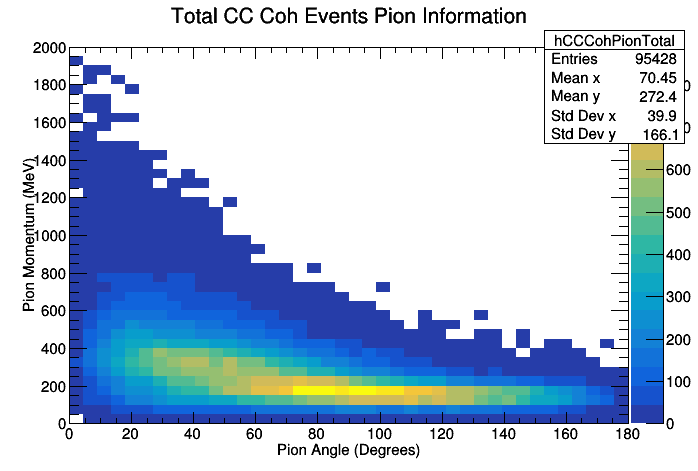 Total CC Coh Events Pion Information
hCCCohPionTotal
Entries 95428
Mean x 70.45
Mean y 272.4
Std Dev x 39.9
Std Dev y 166.1
Pion Momentum (MeV)
2000
1800
1600
1400
1200
1000
800
600
400
200
0
0 20 40 60 80 100 120 140 160 180
Pion Angle (Degrees)
600
500
400
300
200
100
0